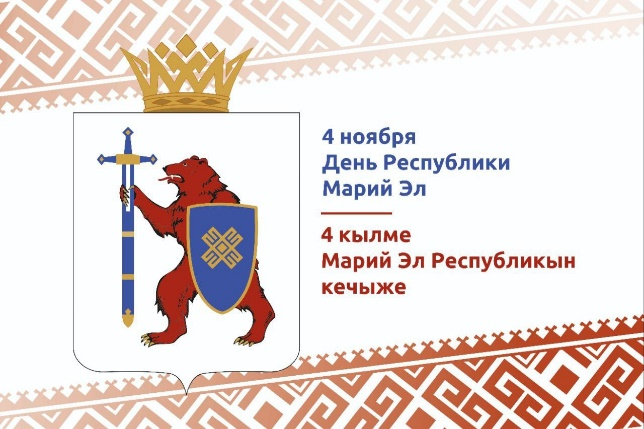 4 ноября
День Республики
Марий Эл
4 кылме
Марий Эл Республикын
кечыже